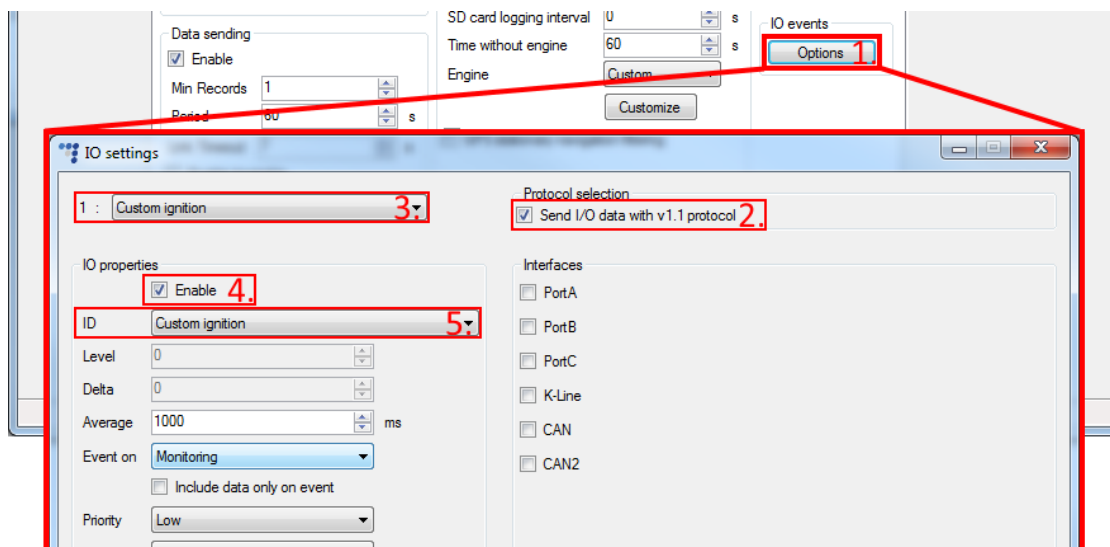 SD card logging interval 0 s
IO events
Data sending
Enable
Time without engine 60 s
Options 1.
Min Records 1
Engine Custom
Period 60 s
Customize
IO settings
1 : Custom ignition 3.
Protocol selection
Send I/O data with v1.1 protocol 2.
IO properties
Enable 4.
ID Custom ignition 5.
Level 0
Delta 0
Average 1000 ms
Event on Monitoring
Include data only on event
Priority Low
Interfaces
PortA
PortB
PortC
K-Line
CAN
CAN2